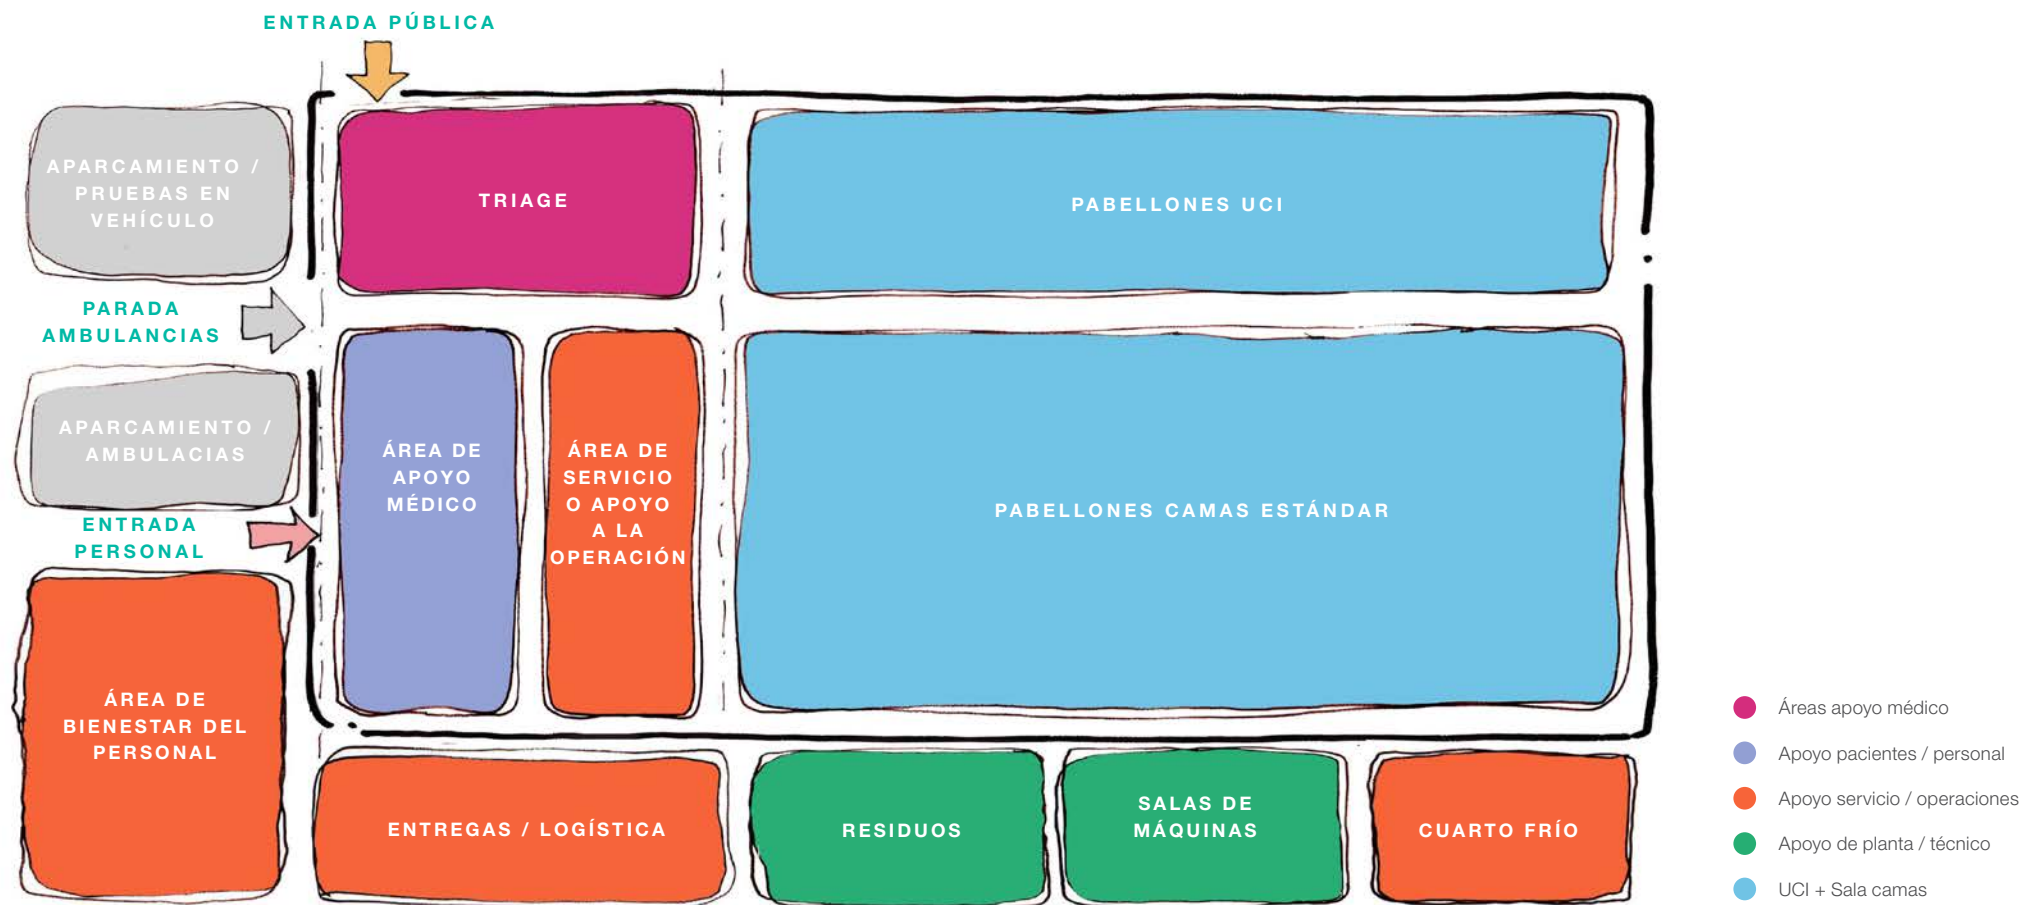 ENTRADA PÚBLICA
APARCAMIENTO /
PRUEBAS EN
VEHÍCULO
TRIAGE
PABELLONES UCI
PARADA
AMBULANCIAS
APARCAMIENTO /
AMBULACIAS
ENTRADA
PERSONAL
ÁREA DE
APOYO
MÉDICO
ÁREA DE
SERVICIO
O APOYO
A LA
OPERACIÓN
PABELLONES CAMAS ESTÁNDAR
ÁREA DE
BIENESTAR DEL
PERSONAL
ENTREGAS / LOGÍSTICA
RESIDUOS
SALAS DE
MÁQUINAS
CUARTO FRÍO
Áreas apoyo médico
Apoyo pacientes / personal
Apoyo servicio / operaciones
Apoyo de planta / técnico
UCI + Sala camas